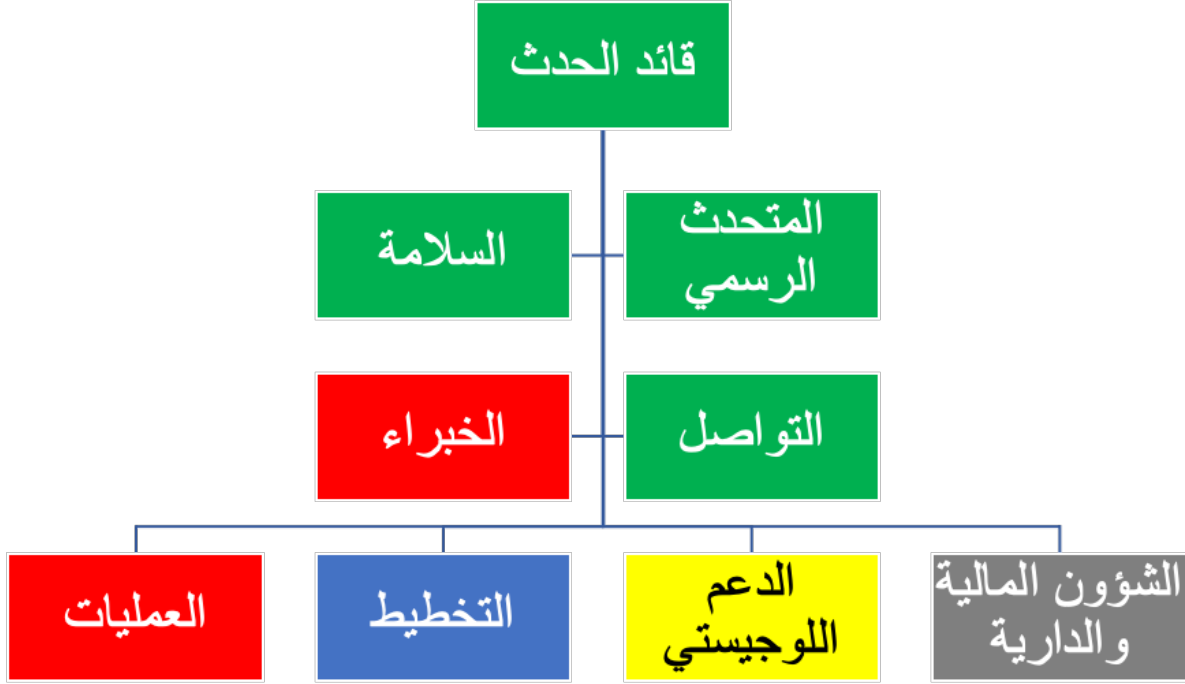 قائد الحدث
المتحدث
الرسمي
السلامة
التواصل
الخبراء
الشؤون المالية
والدارية
الدعم
اللوجيستي
التخطيط
العمليات